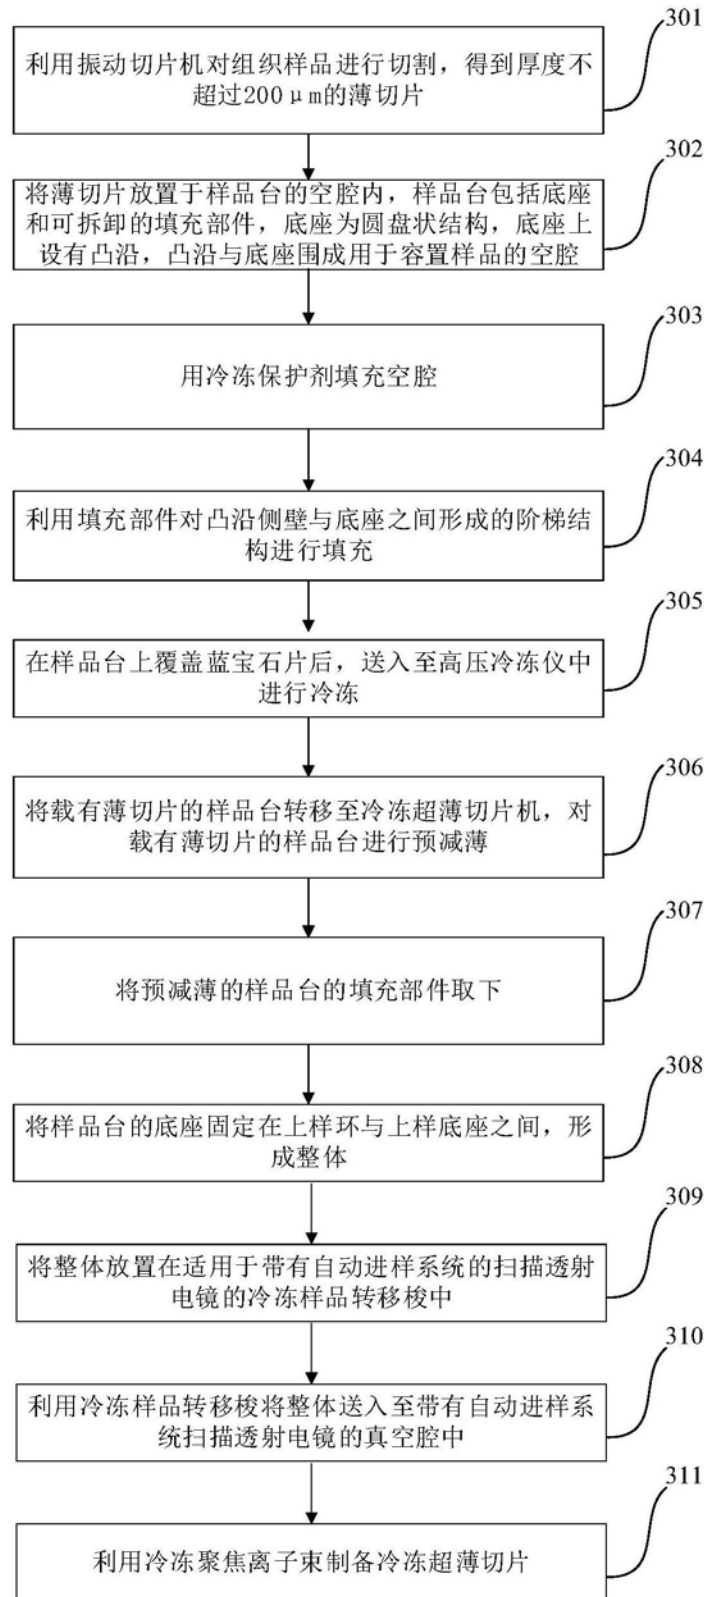 301
利用振动切片机对组织样品进行切割，得到厚度不
超过200μm的薄切片
302
将薄切片放置于样品台的空腔内，样品台包括底座
和可拆卸的填充部件，底座为圆盘状结构，底座上
设有凸沿，凸沿与底座围成用于容置样品的空腔
303
用冷冻保护剂填充空腔
304
利用填充部件对凸沿侧壁与底座之间形成的阶梯结
构进行填充
305
在样品台上覆盖蓝宝石片后，送入至高压冷冻仪中
进行冷冻
306
将载有薄切片的样品台转移至冷冻超薄切片机，对
载有薄切片的样品台进行预减薄
307
将预减薄的样品台的填充部件取下
308
将样品台的底座固定在上样环与上样底座之间，形
成整体
309
将整体放置在适用于带有自动进样系统的扫描透射
电镜的冷冻样品转移梭中
310
利用冷冻样品转移梭将整体送入至带有自动进样系
统扫描透射电镜的真空腔中
311
利用冷冻聚焦离子束制备冷冻超薄切片